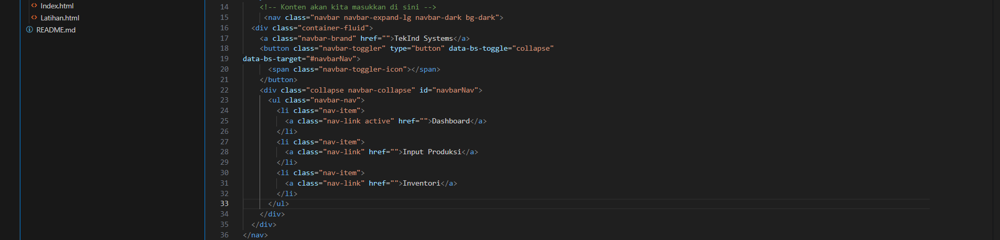 Index.html
Latihan.html
README.md
14 <!-- Konten akan kita masukkan di sini -->
15 <nav class="navbar navbar-expand-lg navbar-dark bg-dark">
16 <div class="container-fluid">
17 <a class="navbar-brand" href="">TekInd Systems</a>
18 <button class="navbar-toggler" type="button" data-bs-toggle="collapse"
19 data-bs-target="#navbarNav">
20 <span class="navbar-toggler-icon"></span>
21 </button>
22 <div class="collapse navbar-collapse" id="navbarNav">
23 <ul class="navbar-nav">
24 <li class="nav-item">
25 <a class="nav-link active" href="">Dashboard</a>
26 </li>
27 <li class="nav-item">
28 <a class="nav-link" href="">Input Produksi</a>
29 </li>
30 <li class="nav-item">
31 <a class="nav-link" href="">Inventori</a>
32 </li>
33 </ul>
34 </div>
35 </div>
36 </nav>